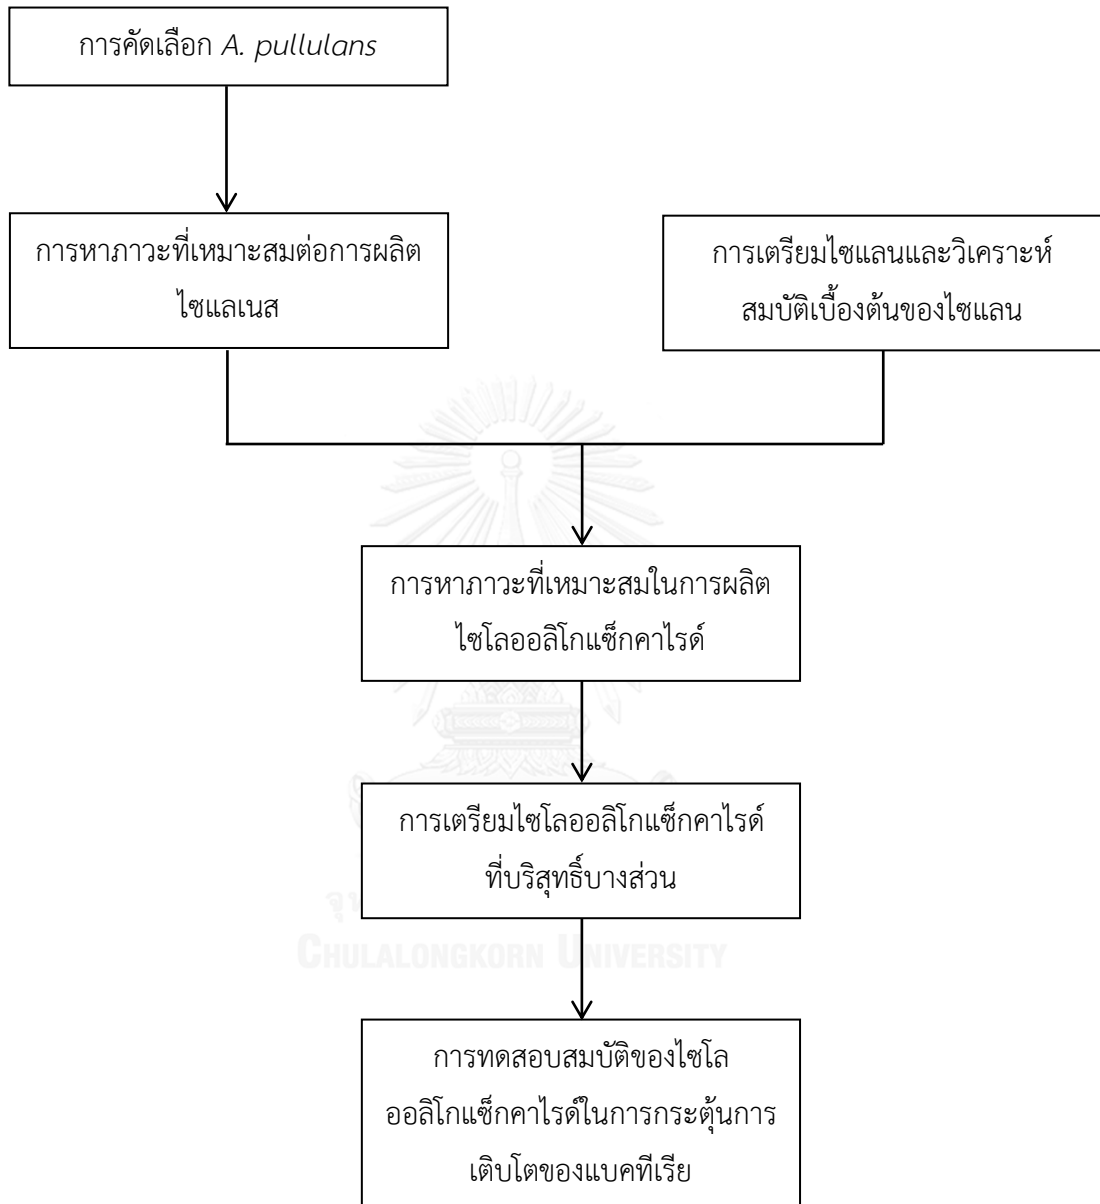 การคัดเลือก A. pullulans
การหาภาวะที่เหมาะสมต่อการผลิต
ไซแลเนส
การเตรียมไซแลนและวิเคราะห์
สมบัติเบื้องต้นของไซแลน
การหาภาวะที่เหมาะสมในการผลิต
ไซโลออลิโกแซ็กคาไรด์
การเตรียมไซโลออลิโกแซ็กคาไรด์
ที่บริสุทธิ์บางส่วน
CHULALONGKORN UNIVERSITY
การทดสอบสมบัติของไซโล
ออลิโกแซ็กคาไรด์ในการกระตุ้นการ
เติบโตของแบคทีเรีย